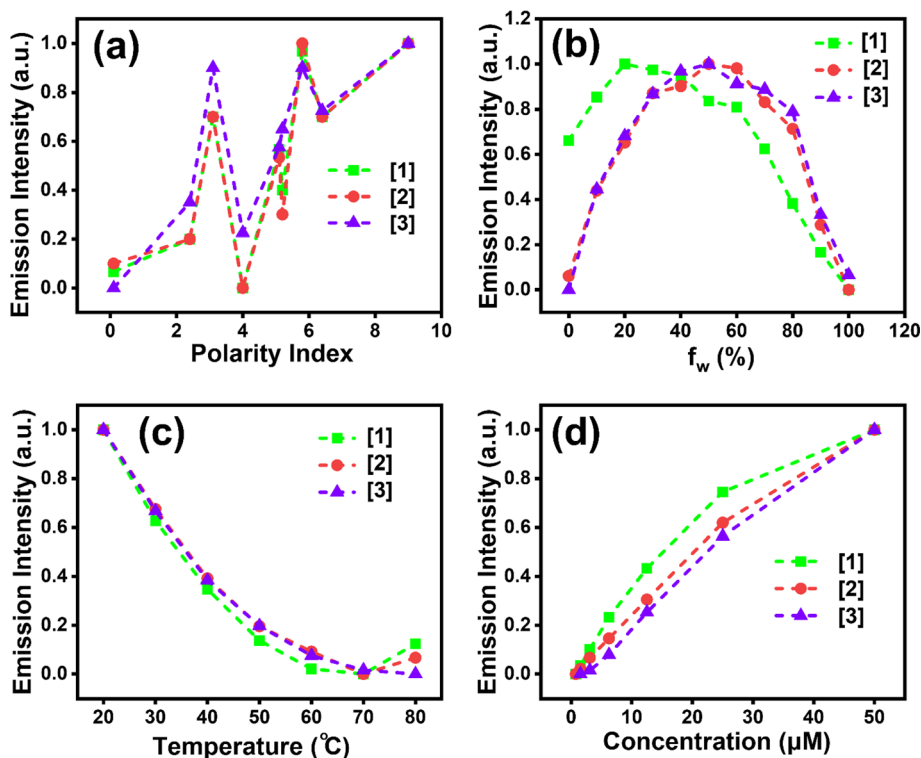 (a)
Emission Intensity (a.u.)
1.0
0.8
0.6
0.4
0.2
0.0
[1]
[2]
[3]
0 2 4 6 8 10
Polarity Index
(b)
Emission Intensity (a.u.)
1.2
1.0
0.8
0.6
0.4
0.2
0.0
[1]
[2]
[3]
0 20 40 60 80 100 120
fw (%)
(c)
Emission Intensity (a.u.)
1.0
0.8
0.6
0.4
0.2
0.0
[1]
[2]
[3]
20 30 40 50 60 70 80
Temperature (°C)
(d)
Emission Intensity (a.u.)
1.0
0.8
0.6
0.4
0.2
0.0
[1]
[2]
[3]
0 10 20 30 40 50
Concentration (µM)